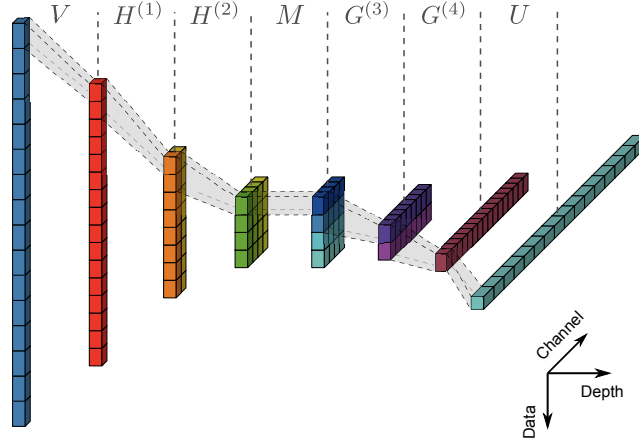 V H^{(1)} H^{(2)} M G^{(3)} G^{(4)} U
Channel
Depth
Data